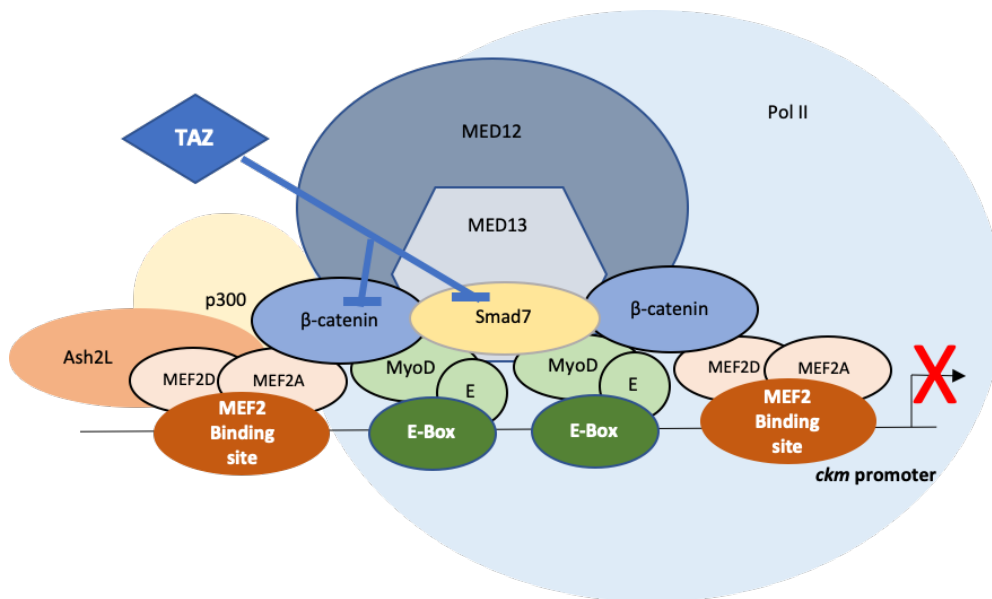 Pol II
MED12
TAZ
MED13
p300
β-catenin
Smad7
β-catenin
Ash2L
MEF2D
MEF2A
MyoD
E
MyoD
E
MEF2D
MEF2A
MEF2
Binding
site
E-Box
E-Box
MEF2
Binding
site
X
ckm promoter